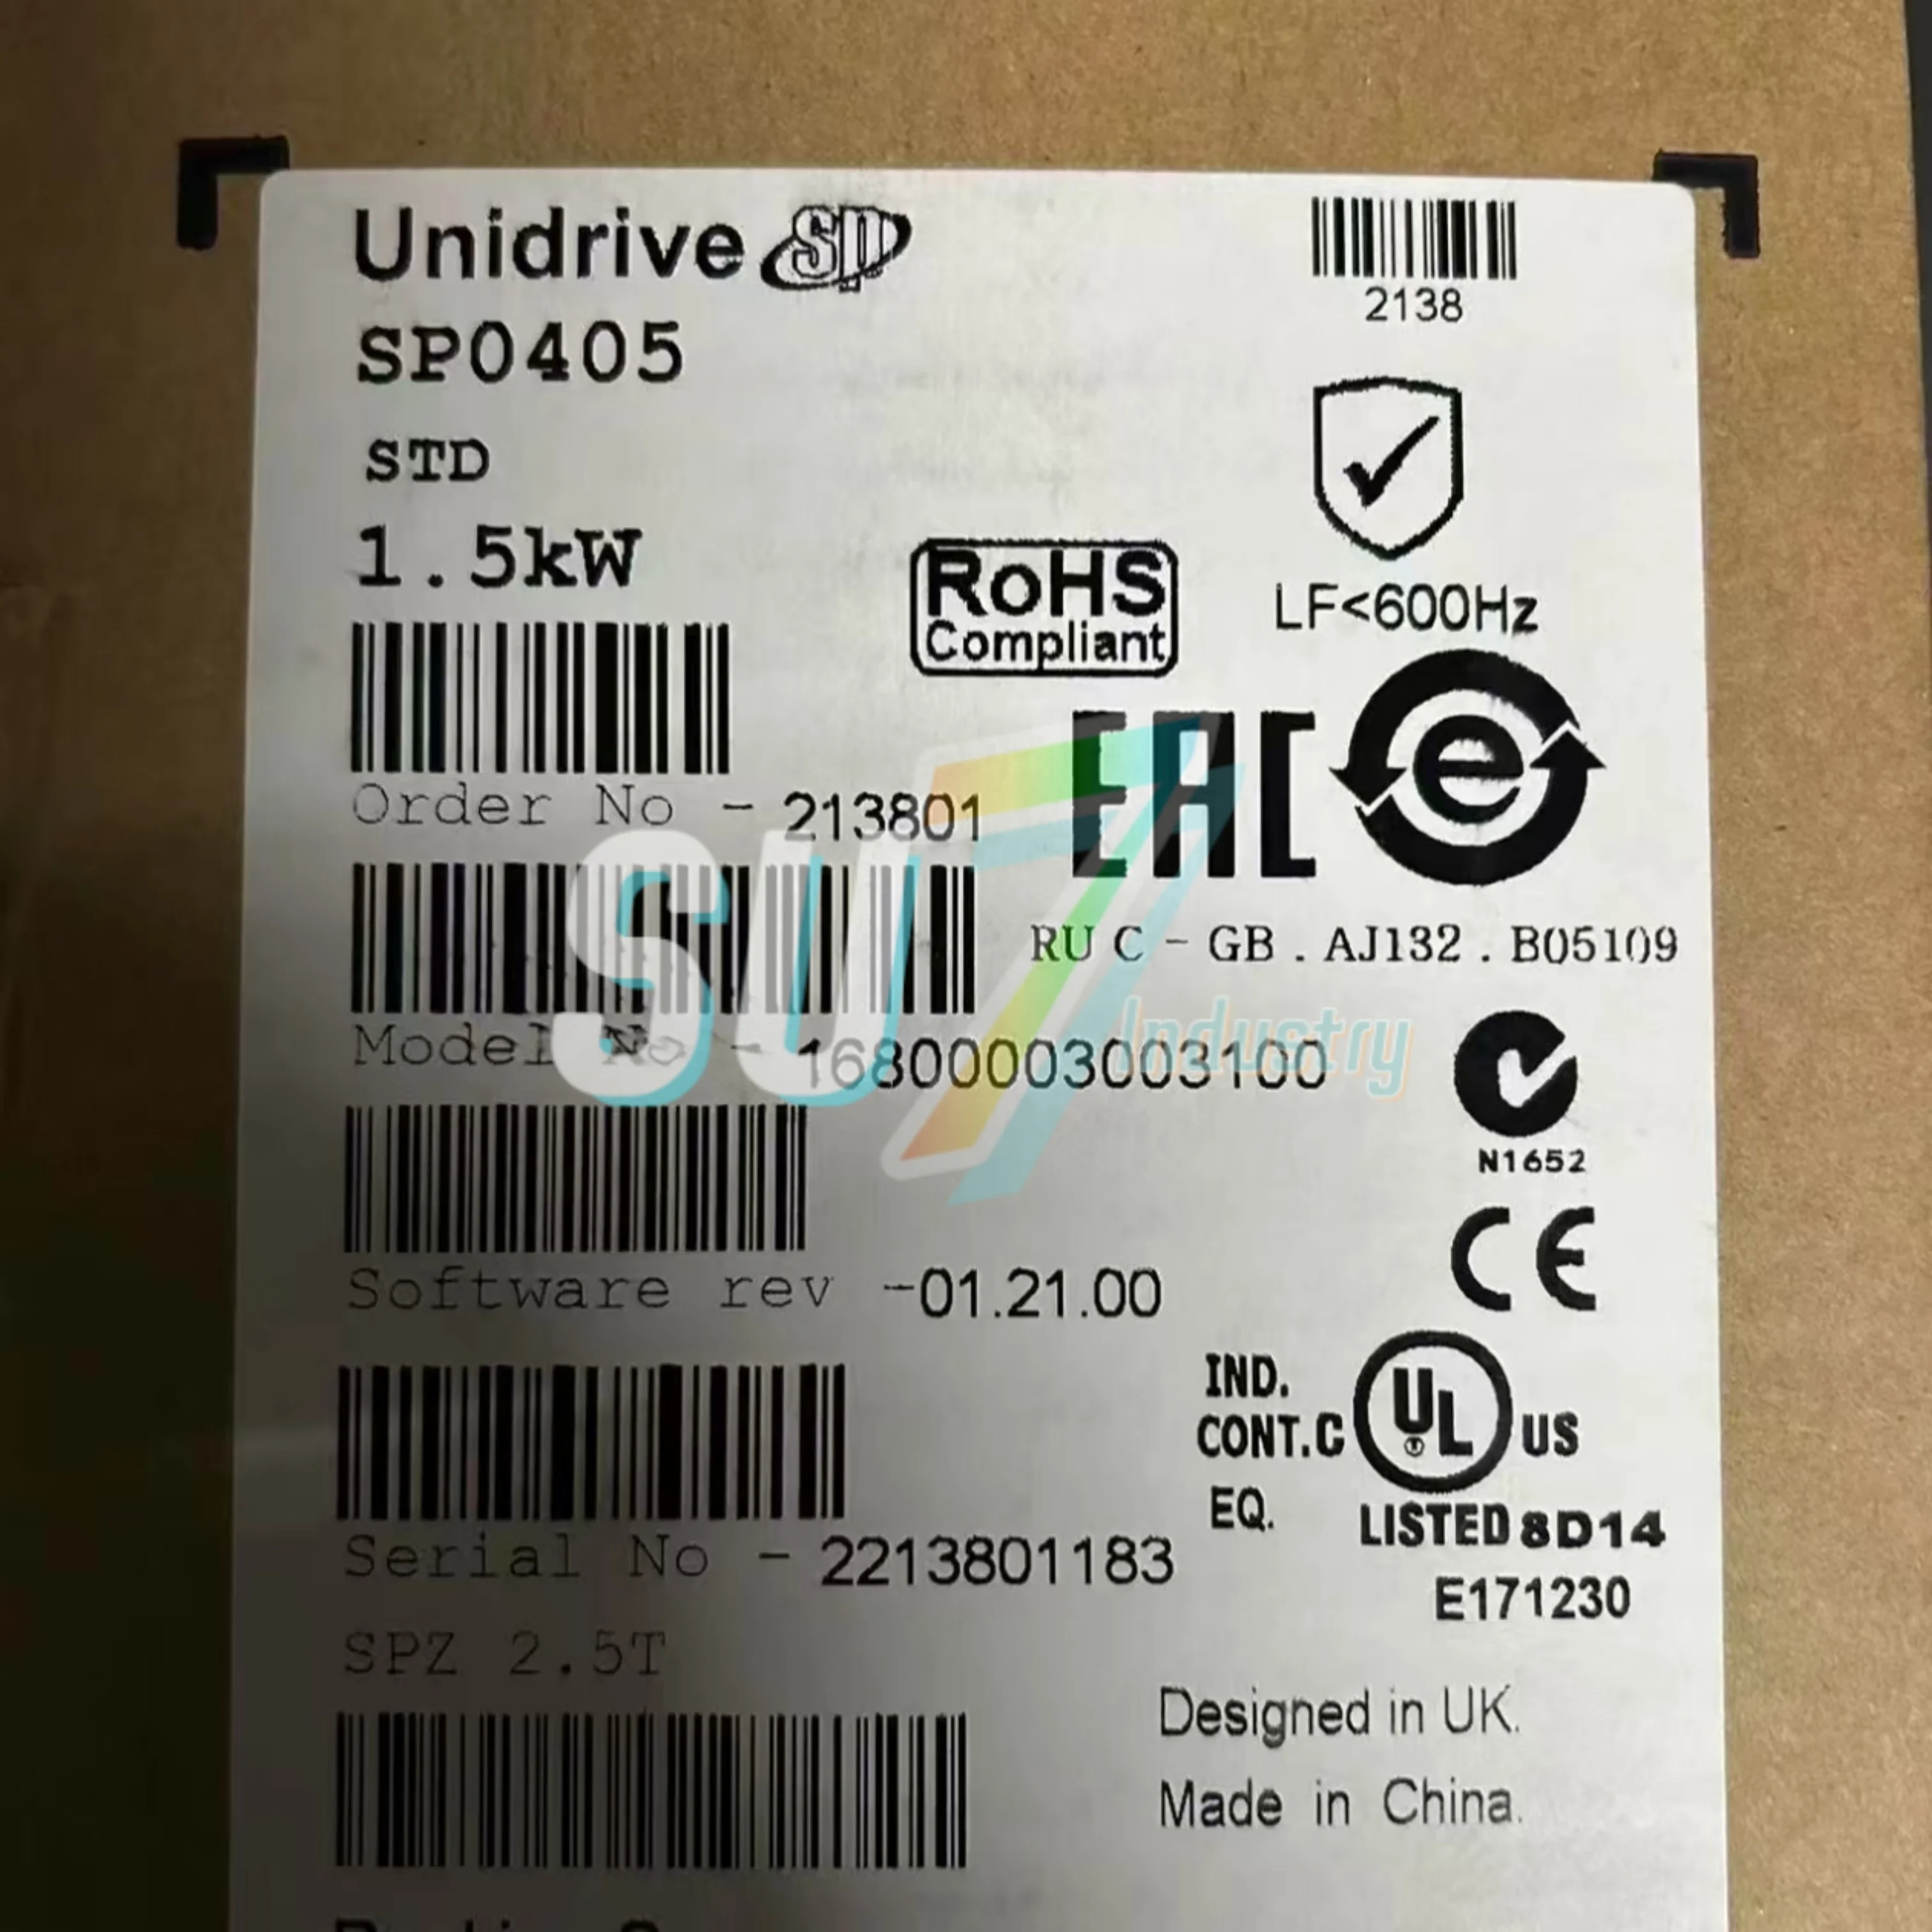 Unidrive SP
2138
SP0405
STD
1.5kW
RoHS
Compliant
LF<600Hz
EAC
Order No - 213801
RU C - GB . AJ132 . B05109
SU7
Industry
Model No - 16800003003100
N1652
CE
Software rev -01.21.00
IND.
CONT.C UL US
EQ.
LISTED 8D14
E171230
Serial No - 2213801183
SPZ 2.5T
Designed in UK.
Made in China.